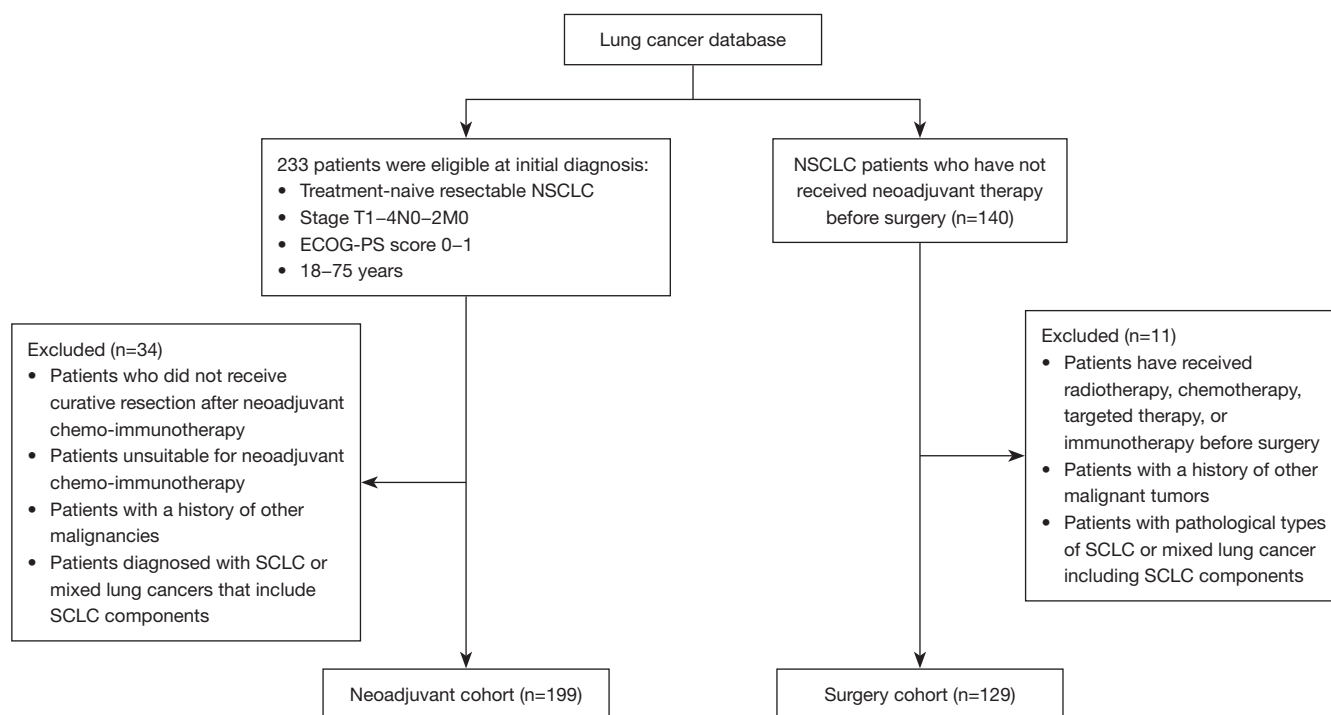 Lung cancer database
233 patients were eligible at initial diagnosis:
• Treatment-naive resectable NSCLC
• Stage T1–4N0–2M0
• ECOG-PS score 0–1
• 18–75 years
NSCLC patients who have not
received neoadjuvant therapy
before surgery (n=140)
Excluded (n=34)
• Patients who did not receive
curative resection after neoadjuvant
chemo-immunotherapy
• Patients unsuitable for neoadjuvant
chemo-immunotherapy
• Patients with a history of other
malignancies
• Patients diagnosed with SCLC or
mixed lung cancers that include
SCLC components
Excluded (n=11)
• Patients have received
radiotherapy, chemotherapy,
targeted therapy, or
immunotherapy before surgery
• Patients with a history of other
malignant tumors
• Patients with pathological types
of SCLC or mixed lung cancer
including SCLC components
Neoadjuvant cohort (n=199)
Surgery cohort (n=129)